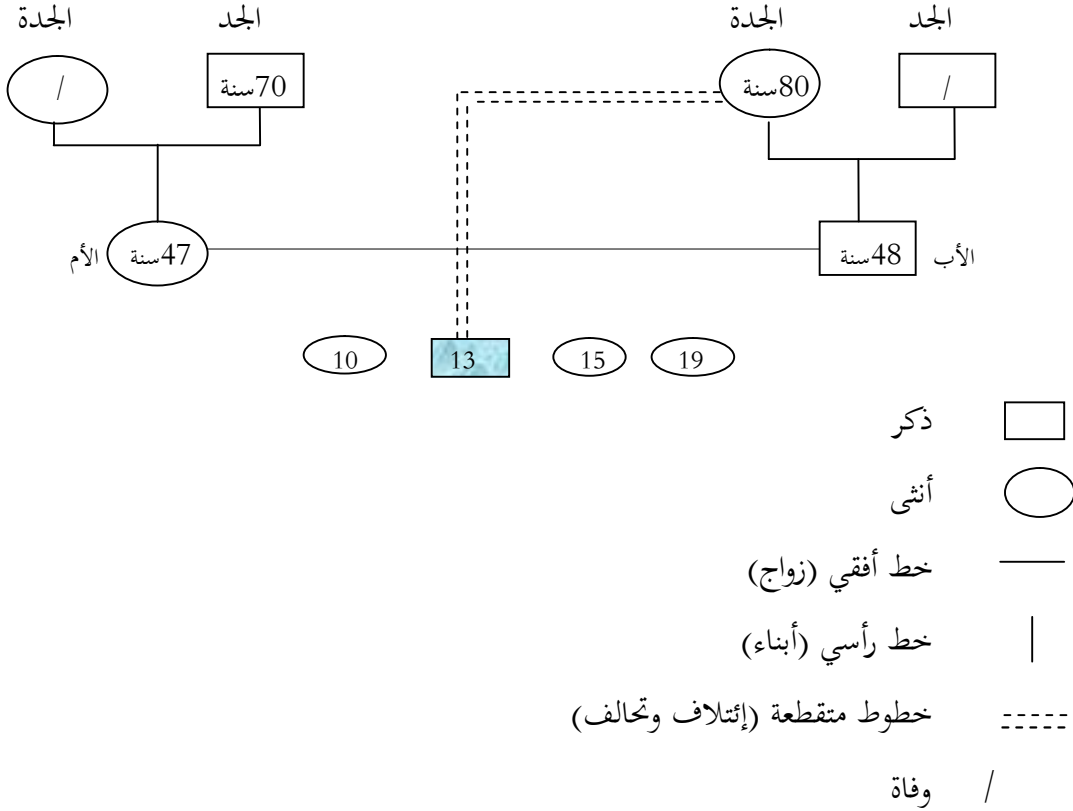 الجد الجدة الجد الجدة
/ 80سنة 70سنة /
الأب 48سنة 47سنة الأم
19 15 13 10
ذكر
أنثى
خط أفقي (زواج)
خط رأسي (أبناء)
خطوط متقطعة (إئتلاف وتحالف)
/ وفاة